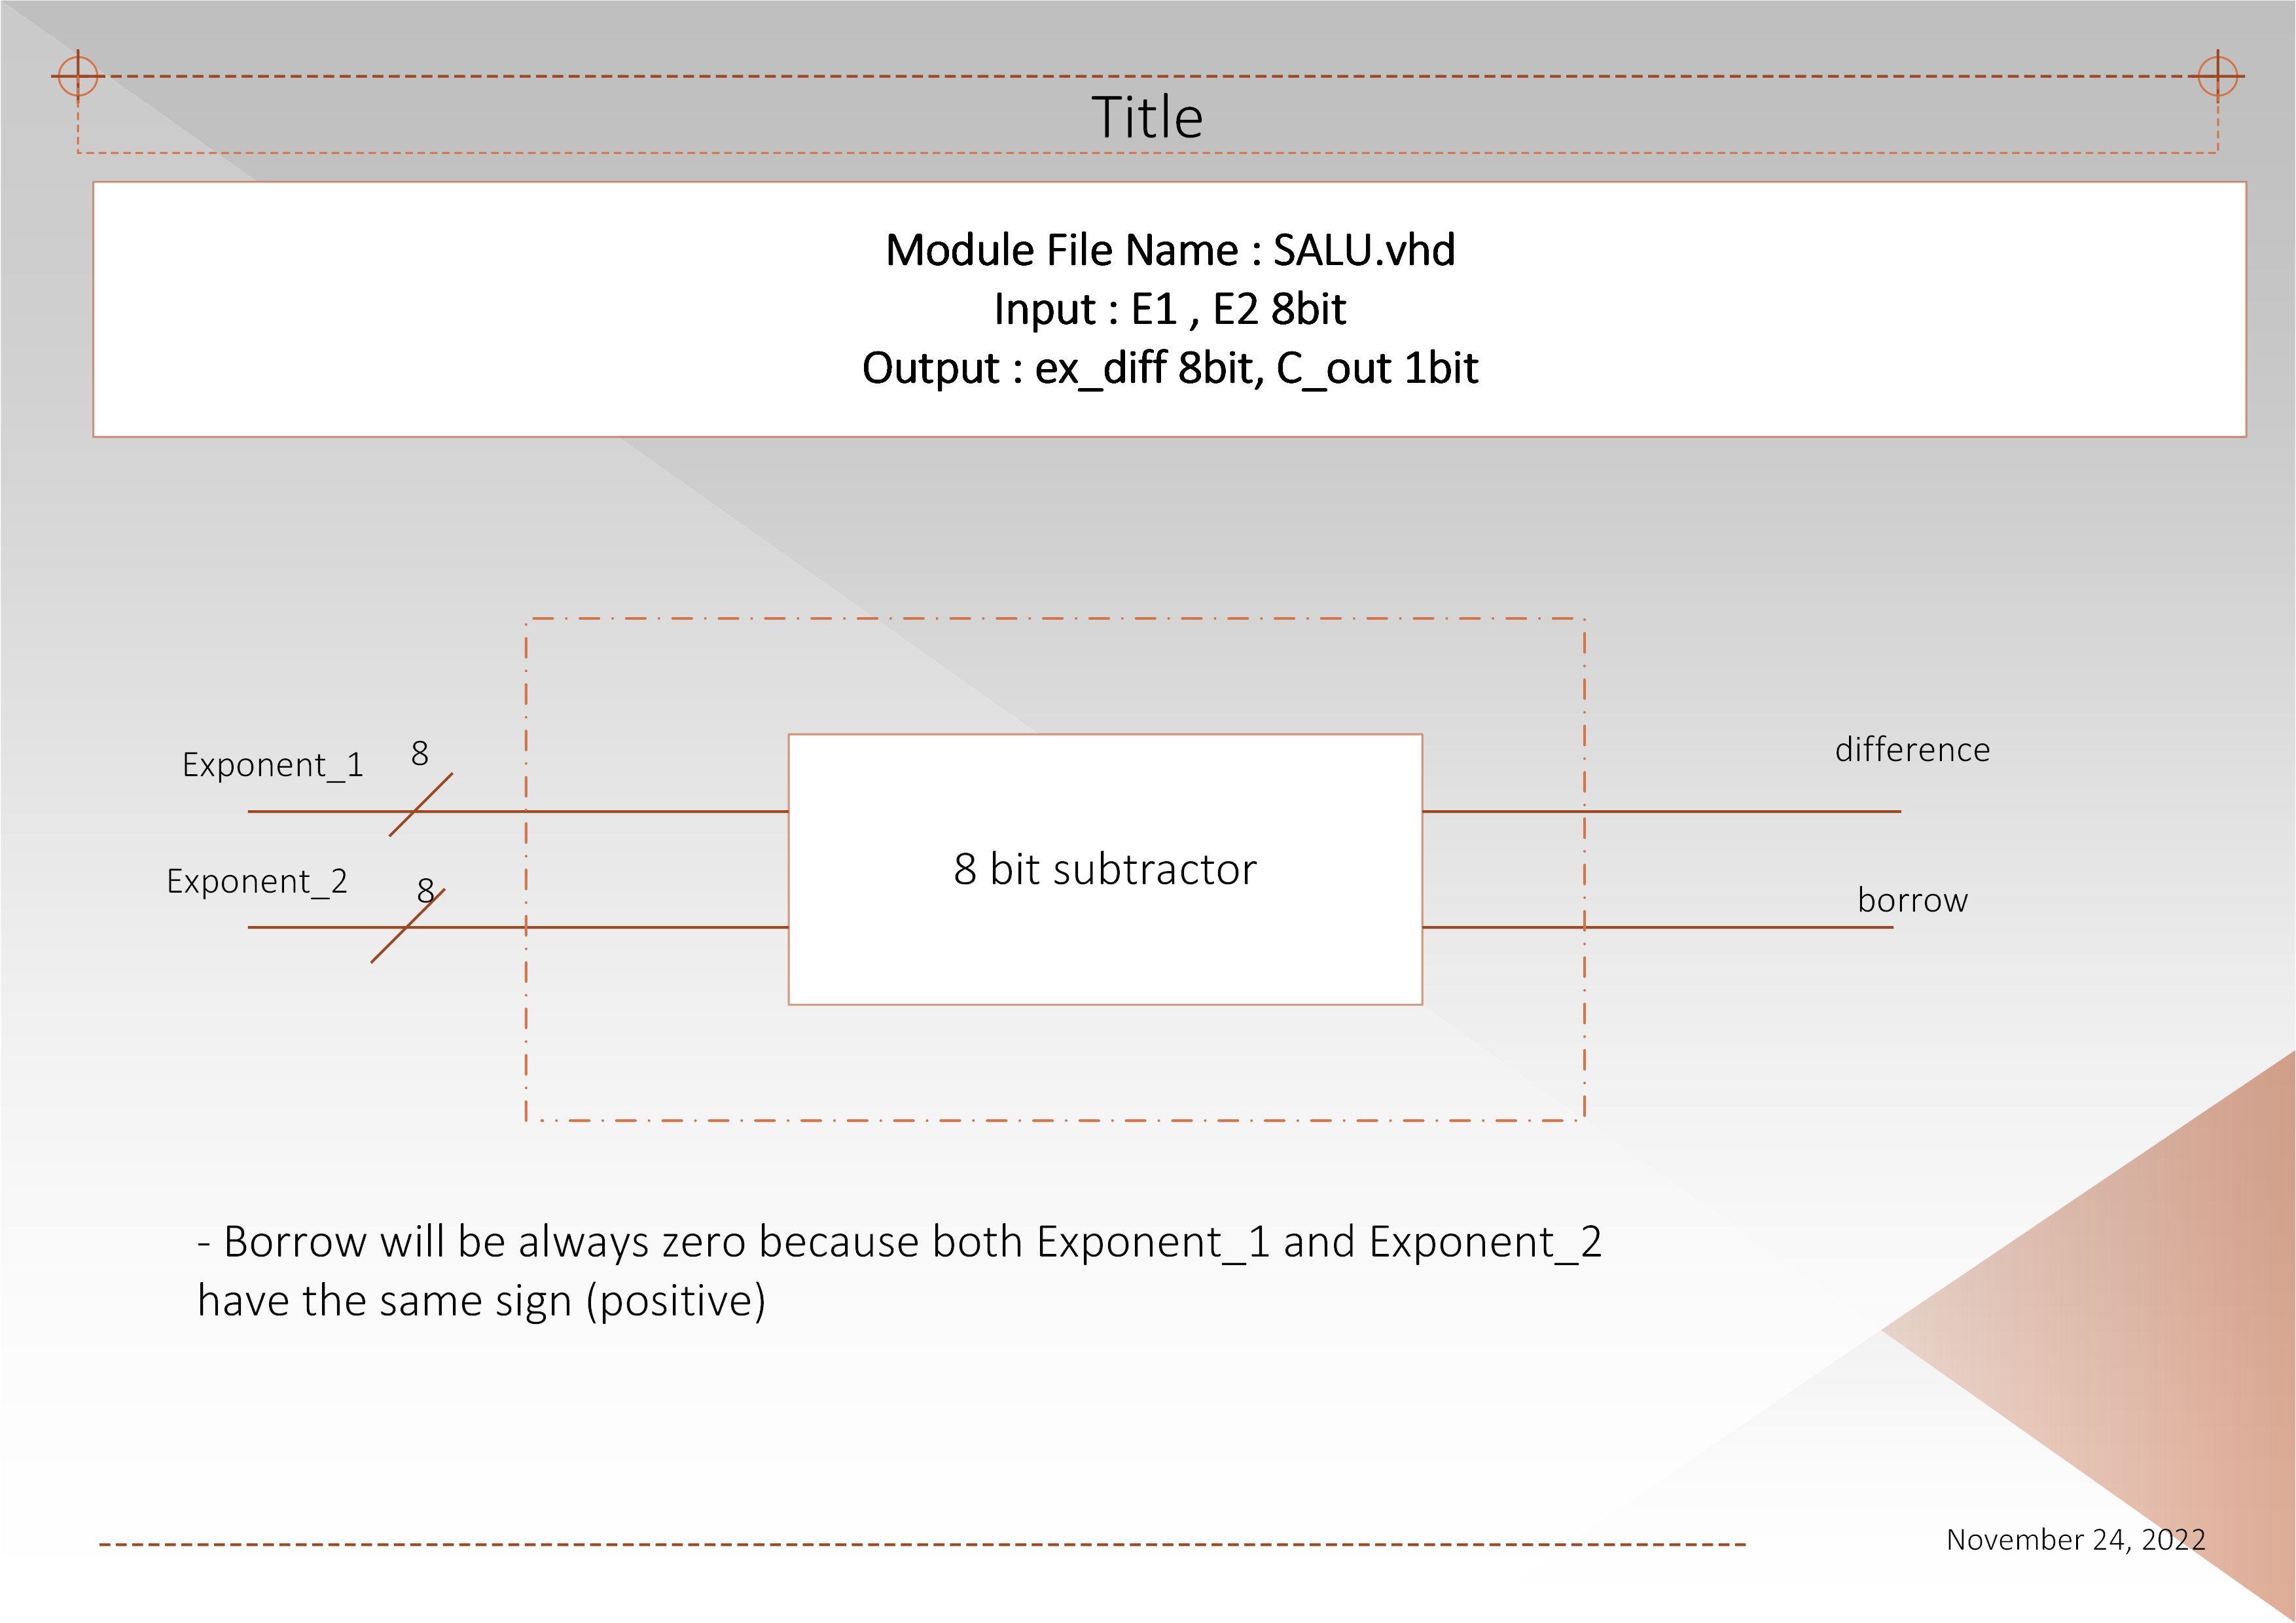 Title
Module File Name : SALU.vhd
Input : E1 , E2 8bit
Output : ex_diff 8bit, C_out 1bit
Exponent_1
8
difference
Exponent_2
8
8 bit subtractor
borrow
- Borrow will be always zero because both Exponent_1 and Exponent_2
have the same sign (positive)
November 24, 2022